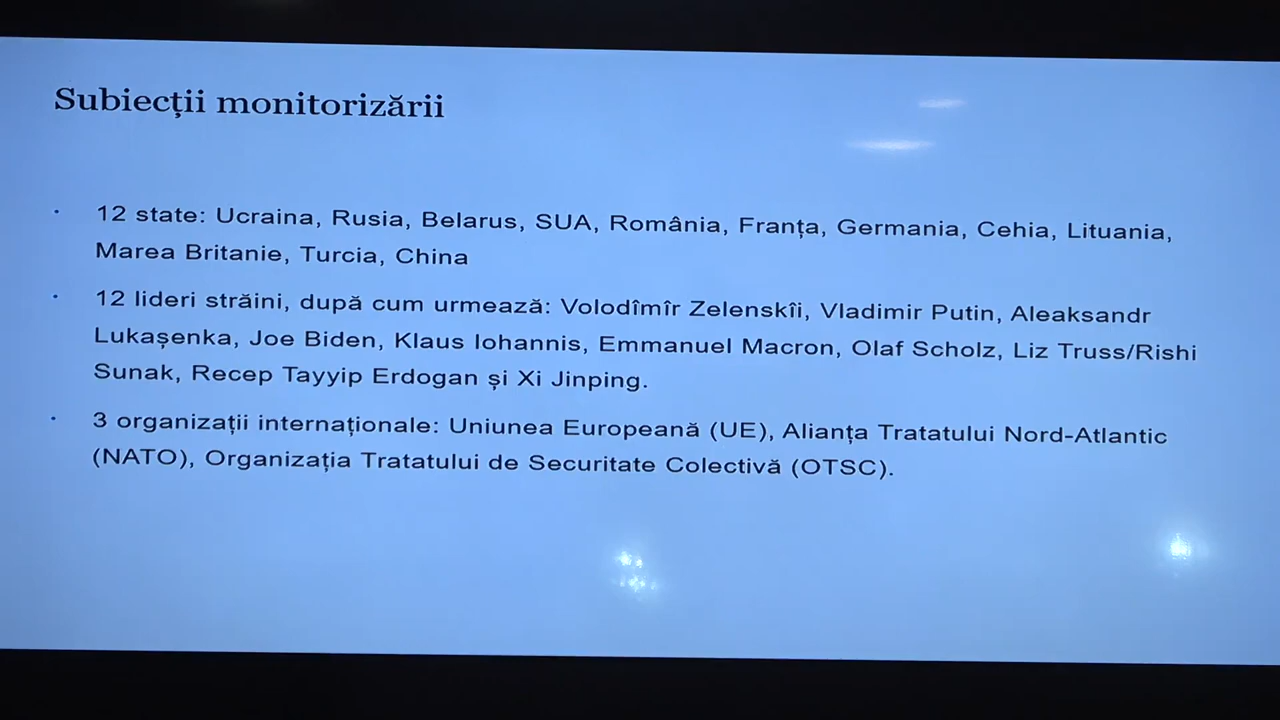 Subiecții monitorizării
· 12 state: Ucraina, Rusia, Belarus, SUA, România, Franța, Germania, Cehia, Lituania,
Marea Britanie, Turcia, China
· 12 lideri străini, după cum urmează: Volodîmîr Zelenskîi, Vladimir Putin, Aleaksandr
Lukașenka, Joe Biden, Klaus Iohannis, Emmanuel Macron, Olaf Scholz, Liz Truss/Rishi
Sunak, Recep Tayyip Erdogan și Xi Jinping.
· 3 organizații internaționale: Uniunea Europeană (UE), Alianța Tratatului Nord-Atlantic
(NATO), Organizația Tratatului de Securitate Colectivă (OTSC).